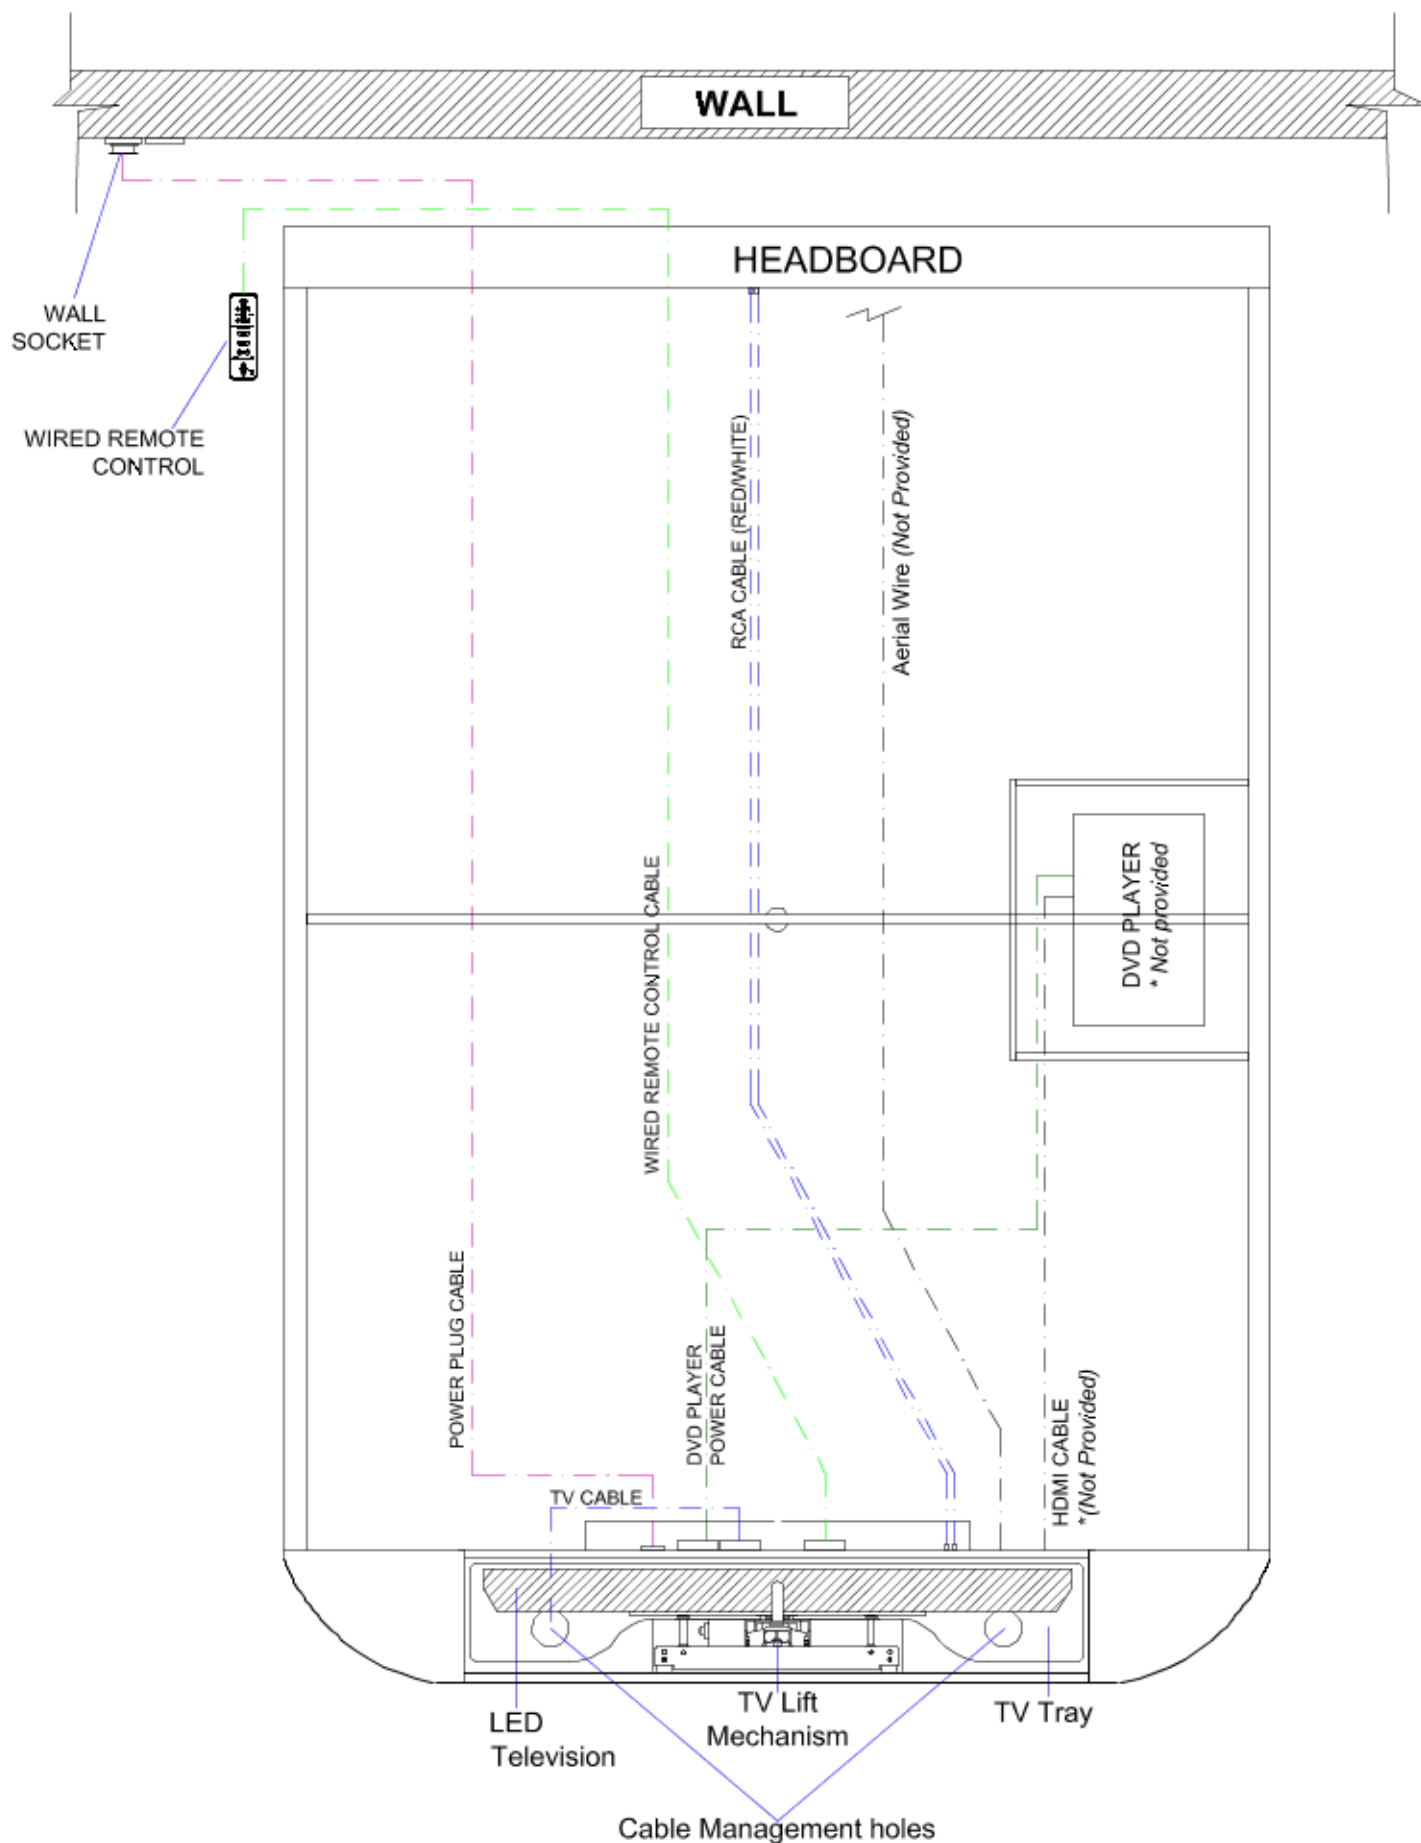 WALL
HEADBOARD
WALL
SOCKET
WIRED REMOTE
CONTROL
RCA CABLE (RED/WHITE)
Aerial Wire (Not Provided)
DVD PLAYER
* Not provided
WIRED REMOTE CONTROL CABLE
POWER PLUG CABLE
DVD PLAYER
POWER CABLE
HDMI CABLE
*(Not Provided)
TV CABLE
LED
Television
TV Lift
Mechanism
TV Tray
Cable Management holes